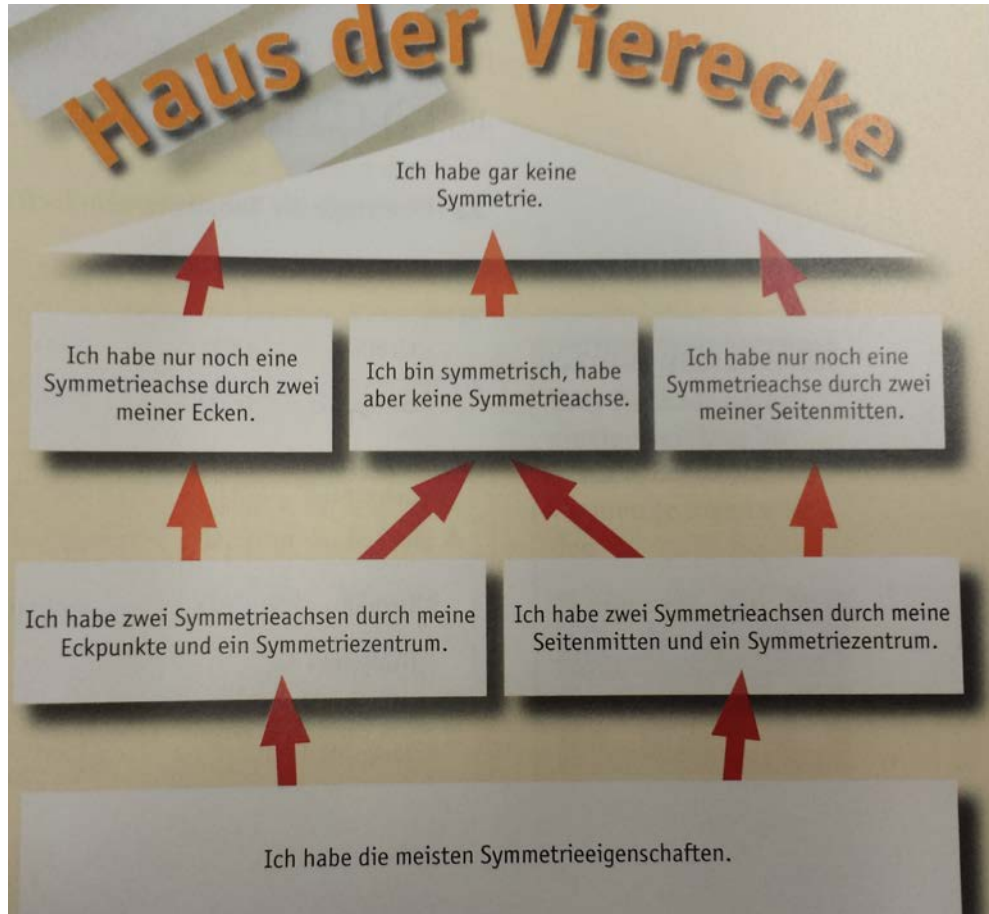 Haus der Vierecke
Ich habe gar keine
Symmetrie.
Ich habe nur noch eine
Symmetrieachse durch zwei
meiner Ecken.
Ich bin symmetrisch, habe
aber keine Symmetrieachse.
Ich habe nur noch eine
Symmetrieachse durch zwei
meiner Seitenmitten.
Ich habe zwei Symmetrieachsen durch meine
Eckpunkte und ein Symmetriezentrum.
Ich habe zwei Symmetrieachsen durch meine
Seitenmitten und ein Symmetriezentrum.
Ich habe die meisten Symmetrieeigenschaften.